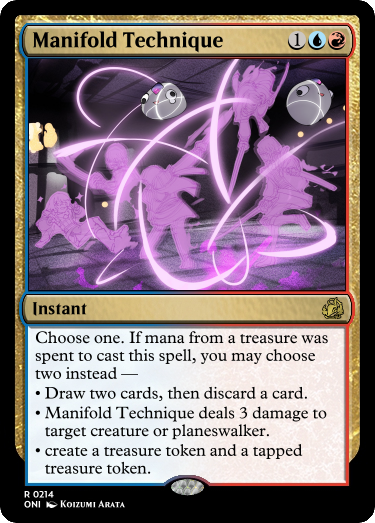 Manifold Technique 1
Instant
Choose one. If mana from a treasure was
spent to cast this spell, you may choose
two instead —
• Draw two cards, then discard a card.
• Manifold Technique deals 3 damage to
target creature or planeswalker.
• create a treasure token and a tapped
treasure token.
R 0214
ONI Koizumi Arata